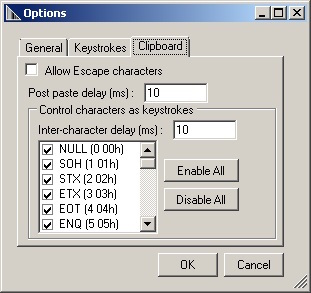 Options
General Keystrokes Clipboard
Allow Escape characters
Post paste delay (ms) : 10
Control characters as keystrokes
Inter-character delay (ms) : 10
NULL (0 00h)
SOH (1 01h)
STX (2 02h)
ETX (3 03h)
EOT (4 04h)
ENQ (5 05h)
Enable All
Disable All
OK Cancel